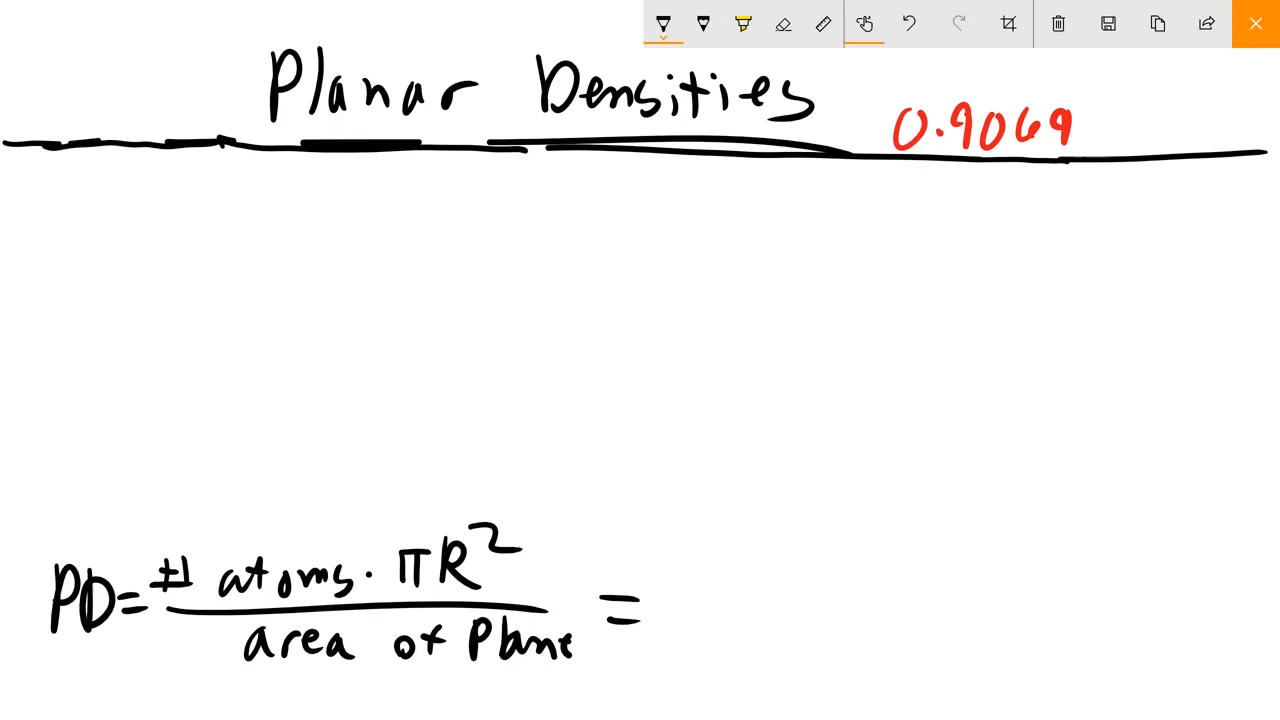 Planar Densities
0.9069
PD = # atoms · πR²
area of Plane =